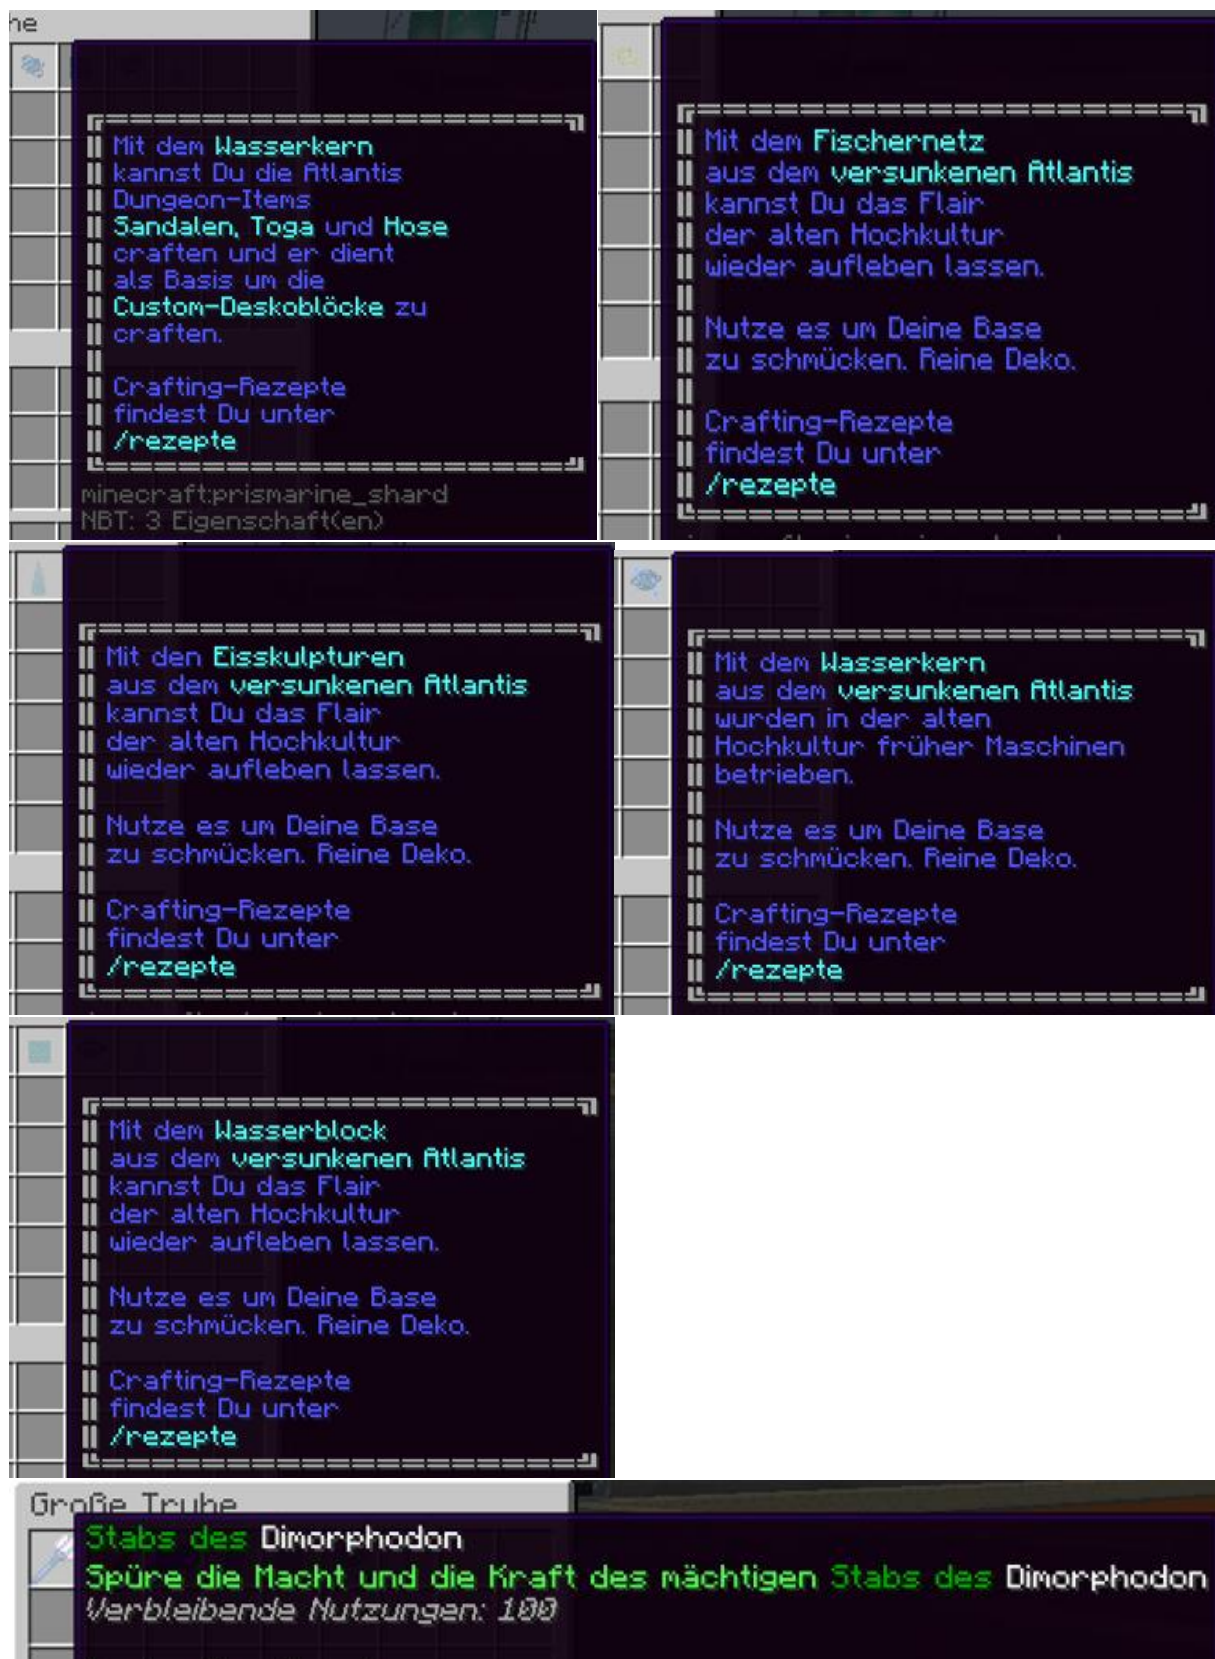 Mit dem Wasserkern
kannst Du die Atlantis
Dungeon-Items
Sandalen, Toga und Hose
craften und er dient
als Basis um die
Custom-Deskoblöcke zu
craften.
Crafting-Rezepte
findest Du unter
/rezepte
minecraft:prismarine_shard
NBT: 3 Eigenschaft(en)
Mit dem Fischernetz
aus dem versunkenen Atlantis
kannst Du das Flair
der alten Hochkultur
wieder aufleben lassen.
Nutze es um Deine Base
zu schmücken. Reine Deko.
Crafting-Rezepte
findest Du unter
/rezepte
Mit den Eisskulpturen
aus dem versunkenen Atlantis
kannst Du das Flair
der alten Hochkultur
wieder aufleben lassen.
Nutze es um Deine Base
zu schmücken. Reine Deko.
Crafting-Rezepte
findest Du unter
/rezepte
Mit dem Wasserkern
aus dem versunkenen Atlantis
wurden in der alten
Hochkultur früher Maschinen
betrieben.
Nutze es um Deine Base
zu schmücken. Reine Deko.
Crafting-Rezepte
findest Du unter
/rezepte
Mit dem Wasserblock
aus dem versunkenen Atlantis
kannst Du das Flair
der alten Hochkultur
wieder aufleben lassen.
Nutze es um Deine Base
zu schmücken. Reine Deko.
Crafting-Rezepte
findest Du unter
/rezepte
Große Truhe
Stabs des Dimorphodon
Spüre die Macht und die Kraft des mächtigen Stabs des Dimorphodon
Verbleibende Nutzungen: 100